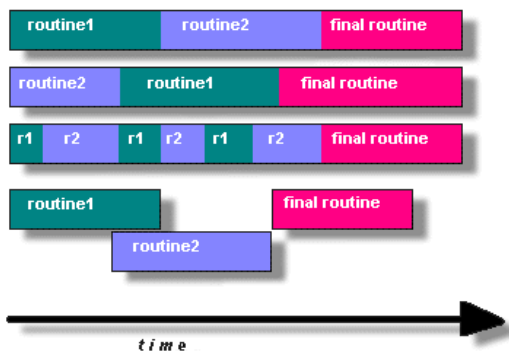 routine1 routine2 final routine
routine2 routine1 final routine
r1 r2 r1 r2 r1 r2 final routine
routine1 final routine
routine2
time